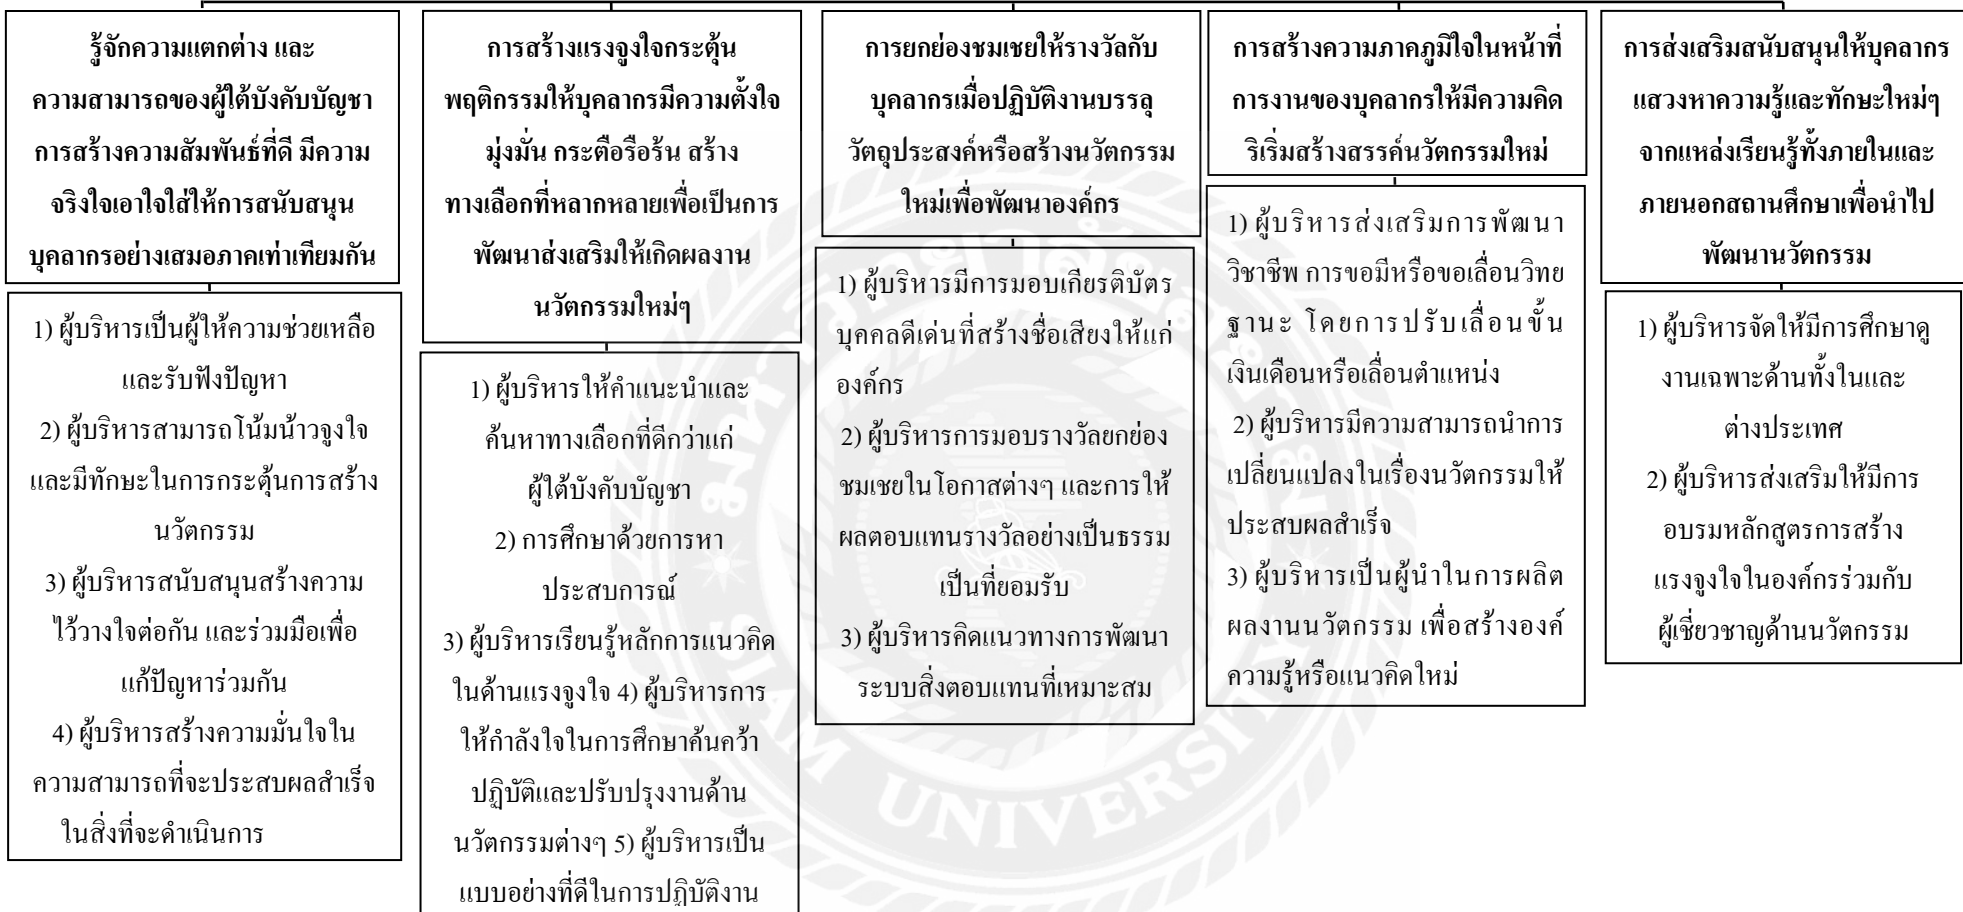 รู้จักความแตกต่าง และ
ความสามารถของผู้ใต้บังคับบัญชา
การสร้างความสัมพันธ์ที่ดี มีความ
จริงใจเอาใจใส่ให้การสนับสนุน
บุคลากรอย่างเสมอภาคเท่าเทียมกัน
1) ผู้บริหารเป็นผู้ให้ความช่วยเหลือ
และรับฟังปัญหา
2) ผู้บริหารสามารถโน้มน้าวจูงใจ
และมีทักษะในการกระตุ้นการสร้าง
นวัตกรรม
3) ผู้บริหารสนับสนุนสร้างความ
ไว้วางใจต่อกัน และร่วมมือเพื่อ
แก้ปัญหาร่วมกัน
4) ผู้บริหารสร้างความมั่นใจใน
ความสามารถที่จะประสบผลสำเร็จ
ในสิ่งที่จะดำเนินการ
การสร้างแรงจูงใจกระตุ้น
พฤติกรรมให้บุคลากรมีความตั้งใจ
มุ่งมั่น กระตือรือร้น สร้าง
ทางเลือกที่หลากหลายเพื่อเป็นการ
พัฒนาส่งเสริมให้เกิดผลงาน
นวัตกรรมใหม่ๆ
1) ผู้บริหารให้คำแนะนำและ
ค้นหาทางเลือกที่ดีกว่าแก่
ผู้ใต้บังคับบัญชา
2) การศึกษาด้วยการหา
ประสบการณ์
3) ผู้บริหารเรียนรู้หลักการแนวคิด
ในด้านแรงจูงใจ 4) ผู้บริหารการ
ให้กำลังใจในการศึกษาค้นคว้า
ปฏิบัติและปรับปรุงงานด้าน
นวัตกรรมต่างๆ 5) ผู้บริหารเป็น
แบบอย่างที่ดีในการปฏิบัติงาน
การยกย่องชมเชยให้รางวัลกับ
บุคลากรเมื่อปฏิบัติงานบรรลุ
วัตถุประสงค์หรือสร้างนวัตกรรม
ใหม่เพื่อพัฒนาองค์กร
1) ผู้บริหารมีการมอบเกียรติบัตร
บุคคลดีเด่นที่สร้างชื่อเสียงให้แก่
องค์กร
2) ผู้บริหารการมอบรางวัลยกย่อง
ชมเชยในโอกาสต่างๆ และการให้
ผลตอบแทนรางวัลอย่างเป็นธรรม
เป็นที่ยอมรับ
3) ผู้บริหารคิดแนวทางการพัฒนา
ระบบสิ่งตอบแทนที่เหมาะสม
การสร้างความภาคภูมิใจในหน้าที่
การงานของบุคลากรให้มีความคิด
ริเริ่มสร้างสรรค์นวัตกรรมใหม่
1) ผู้บริหารส่งเสริมการพัฒนา
วิชาชีพ การขอมีหรือขอเลื่อนวิทย
ฐานะ โดยการปรับเลื่อนขั้น
เงินเดือนหรือเลื่อนตำแหน่ง
2) ผู้บริหารมีความสามารถนำการ
เปลี่ยนแปลงในเรื่องนวัตกรรมให้
ประสบผลสำเร็จ
3) ผู้บริหารเป็นผู้นำในการผลิต
ผลงานนวัตกรรม เพื่อสร้างองค์
ความรู้หรือแนวคิดใหม่
การส่งเสริมสนับสนุนให้บุคลากร
แสวงหาความรู้และทักษะใหม่ๆ
จากแหล่งเรียนรู้ทั้งภายในและ
ภายนอกสถานศึกษาเพื่อนำไป
พัฒนานวัตกรรม
1) ผู้บริหารจัดให้มีการศึกษาดู
งานเฉพาะด้านทั้งในและ
ต่างประเทศ
2) ผู้บริหารส่งเสริมให้มีการ
อบรมหลักสูตรการสร้าง
แรงจูงใจในองค์กรร่วมกับ
ผู้เชี่ยวชาญด้านนวัตกรรม
มหาวิทยาลัยสยาม
SIAM UNIVERSITY